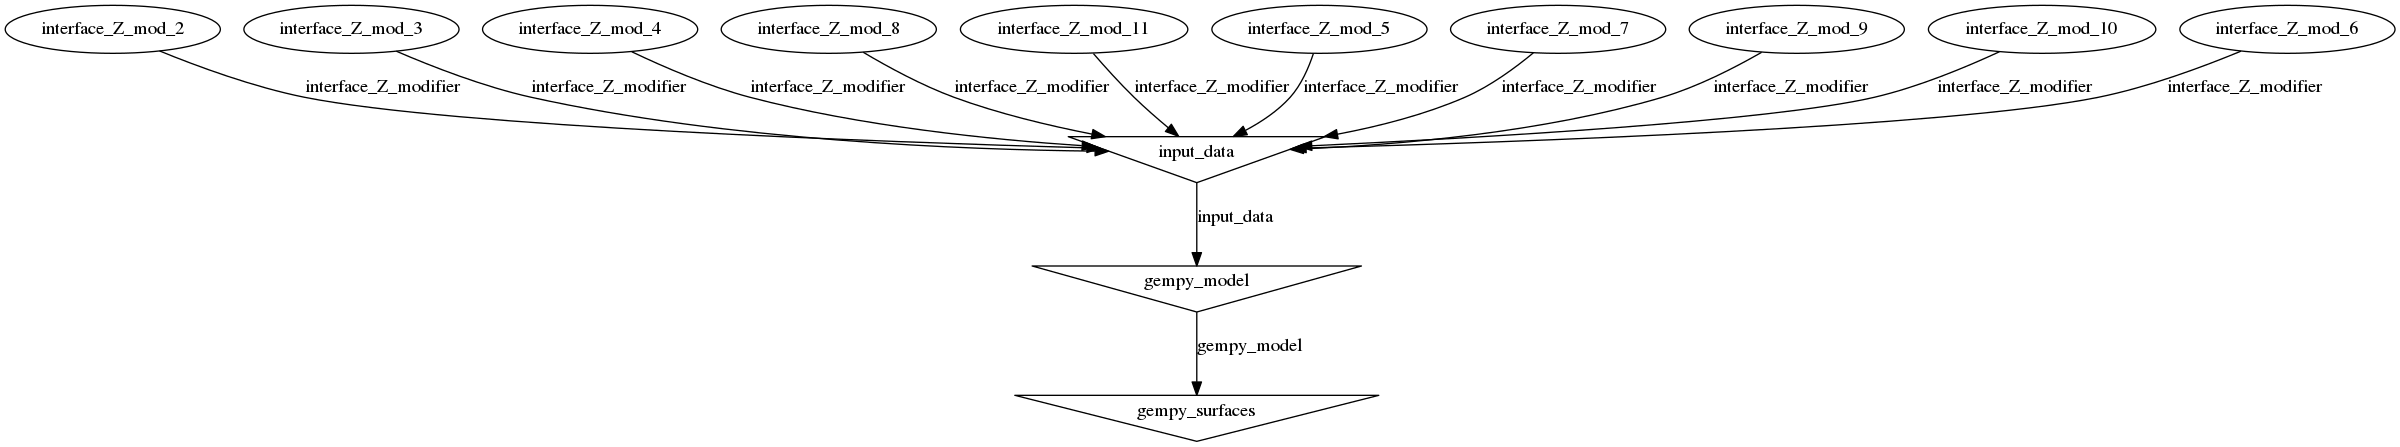 interface_Z_mod_2
interface_Z_mod_3
interface_Z_mod_4
interface_Z_mod_8
interface_Z_mod_11
interface_Z_mod_5
interface_Z_mod_7
interface_Z_mod_9
interface_Z_mod_10
interface_Z_mod_6
interface_Z_modifier
interface_Z_modifier
interface_Z_modifier
interface_Z_modifier
interface_Z_modifier
interface_Z_modifier
interface_Z_modifier
interface_Z_modifier
interface_Z_modifier
interface_Z_modifier
input_data
input_data
gempy_model
gempy_model
gempy_surfaces